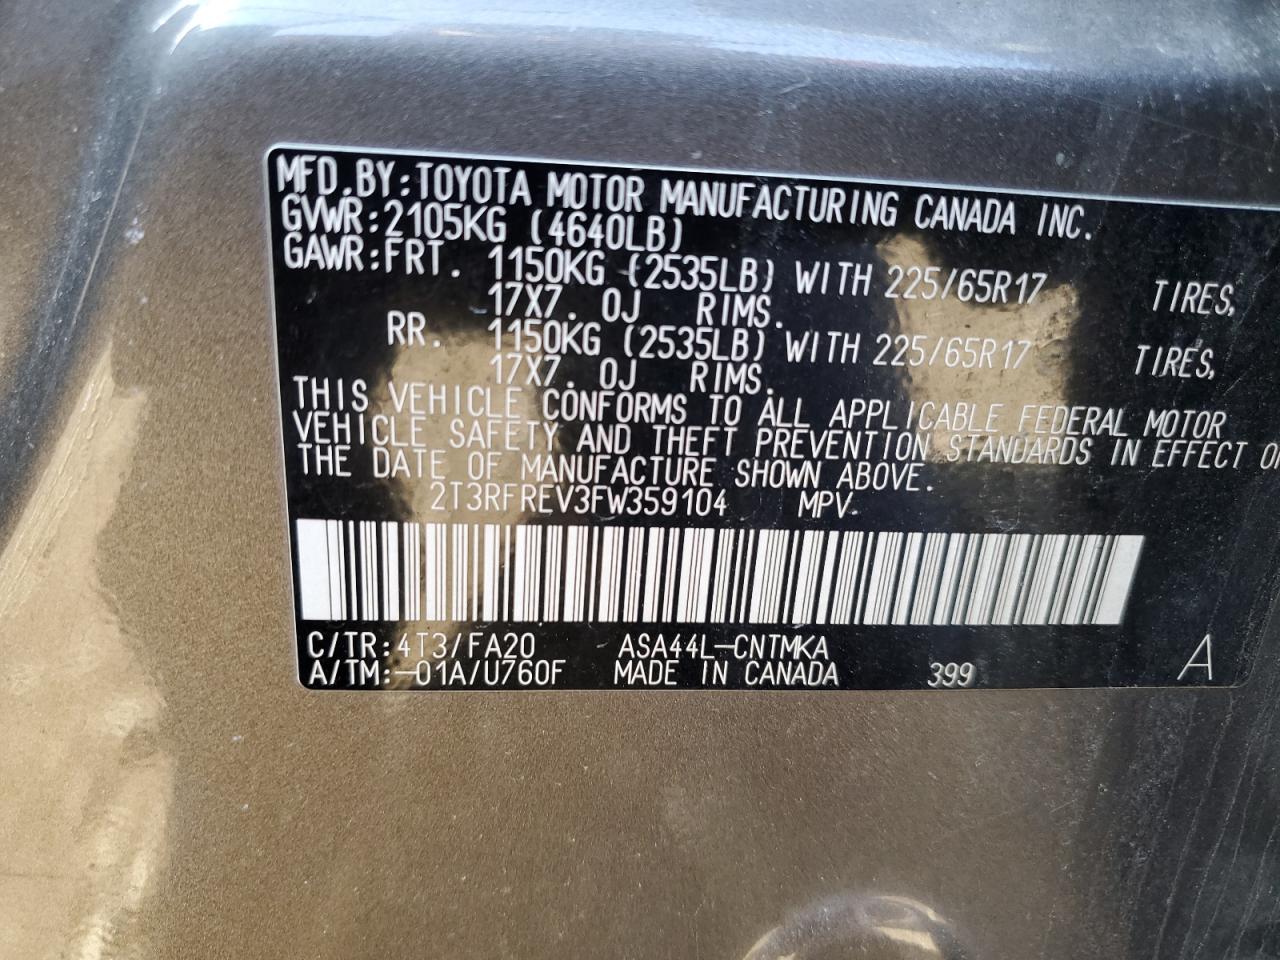 MFD.BY:TOYOTA MOTOR MANUFACTURING CANADA INC.
GVWR:2105KG (4640LB)
GAWR:FRT. 1150KG (2535LB) WITH 225/65R17 TIRES,
17X7. 0J RIMS.
RR. 1150KG (2535LB) WITH 225/65R17 TIRES,
17X7. 0J RIMS.
THIS VEHICLE CONFORMS TO ALL APPLICABLE FEDERAL MOTOR
VEHICLE SAFETY AND THEFT PREVENTION STANDARDS IN EFFECT
THE DATE OF MANUFACTURE SHOWN ABOVE.
2T3RFREV3FW359104 MPV.
C/TR:4T3/FA20 ASA44L-CNTMKA
A/TM:-01A/U760F MADE IN CANADA 399 A